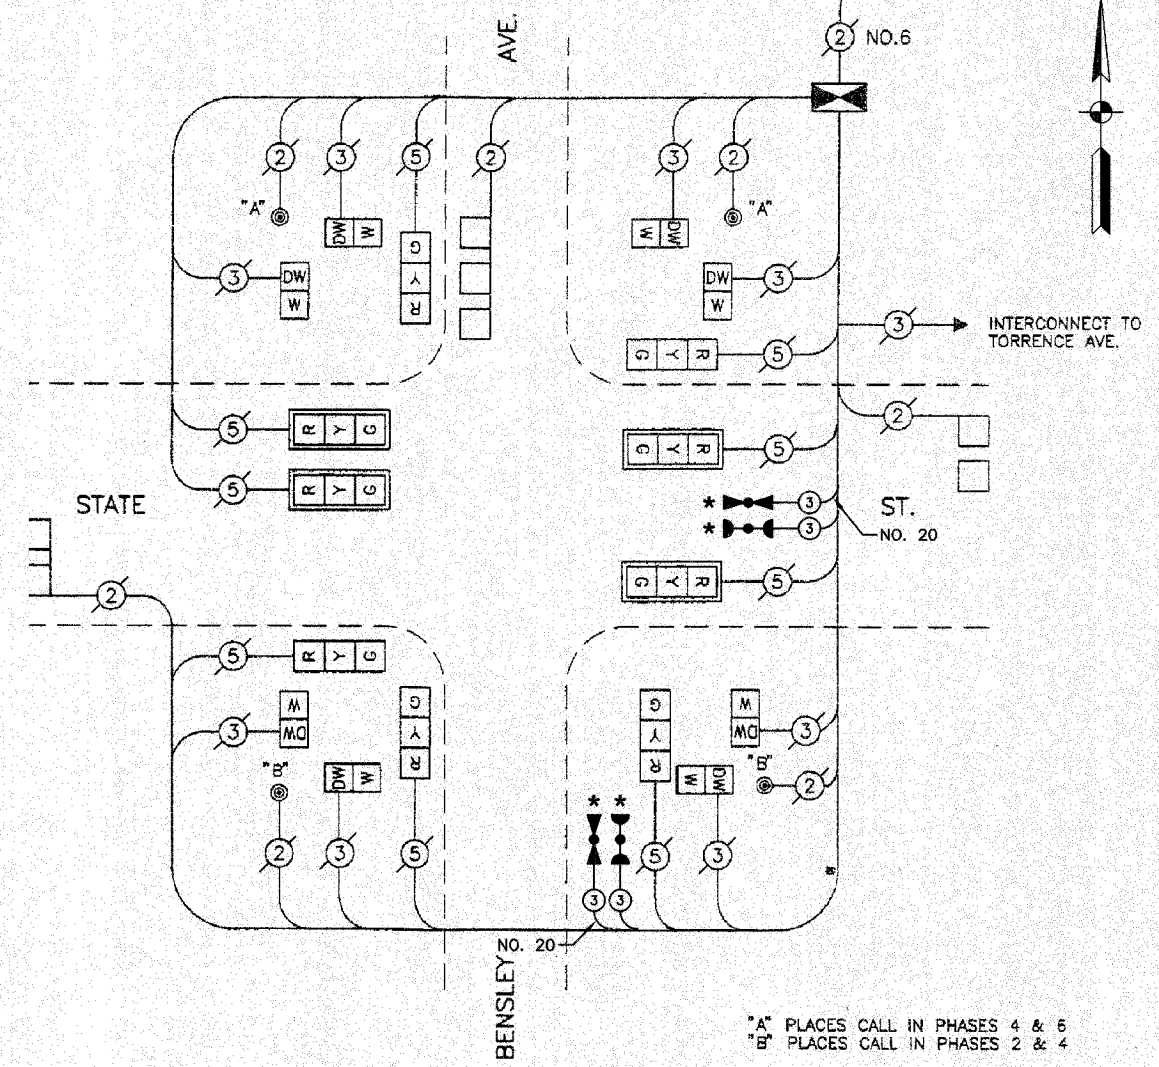 AVE.
2 NO.6
2 3 5 2 3 2
"A" "A"
DW W W DW
G
Y
R
3 DW
W
DW 3
W
3 INTERCONNECT TO
TORRENCE AVE.
G Y R 5
5 R Y G
2
G Y R 5
5 R Y G
STATE
* 3 ST.
* 3 NO. 20
G Y R 5
2
5 R Y G
W
DW
3
G
Y
R
G
Y
R
W
DW
3
"B" "B"
DW W W DW
2
* *
2 3 5 5 3
3 3
NO. 20
BENSLEY
"A" PLACES CALL IN PHASES 4 & 6
"B" PLACES CALL IN PHASES 2 & 4